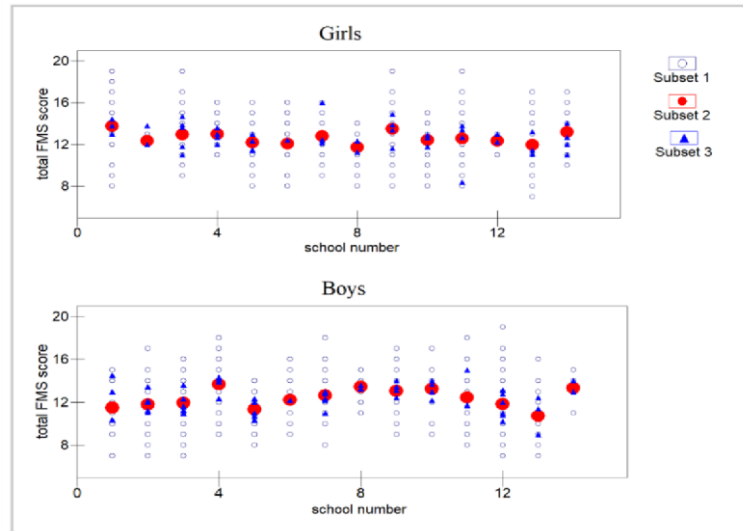 Girls
20
16
12
8
total FMS score
0
4
8
12
school number
Subset 1
Subset 2
Subset 3
Boys
20
16
12
8
total FMS score
0
4
8
12
school number